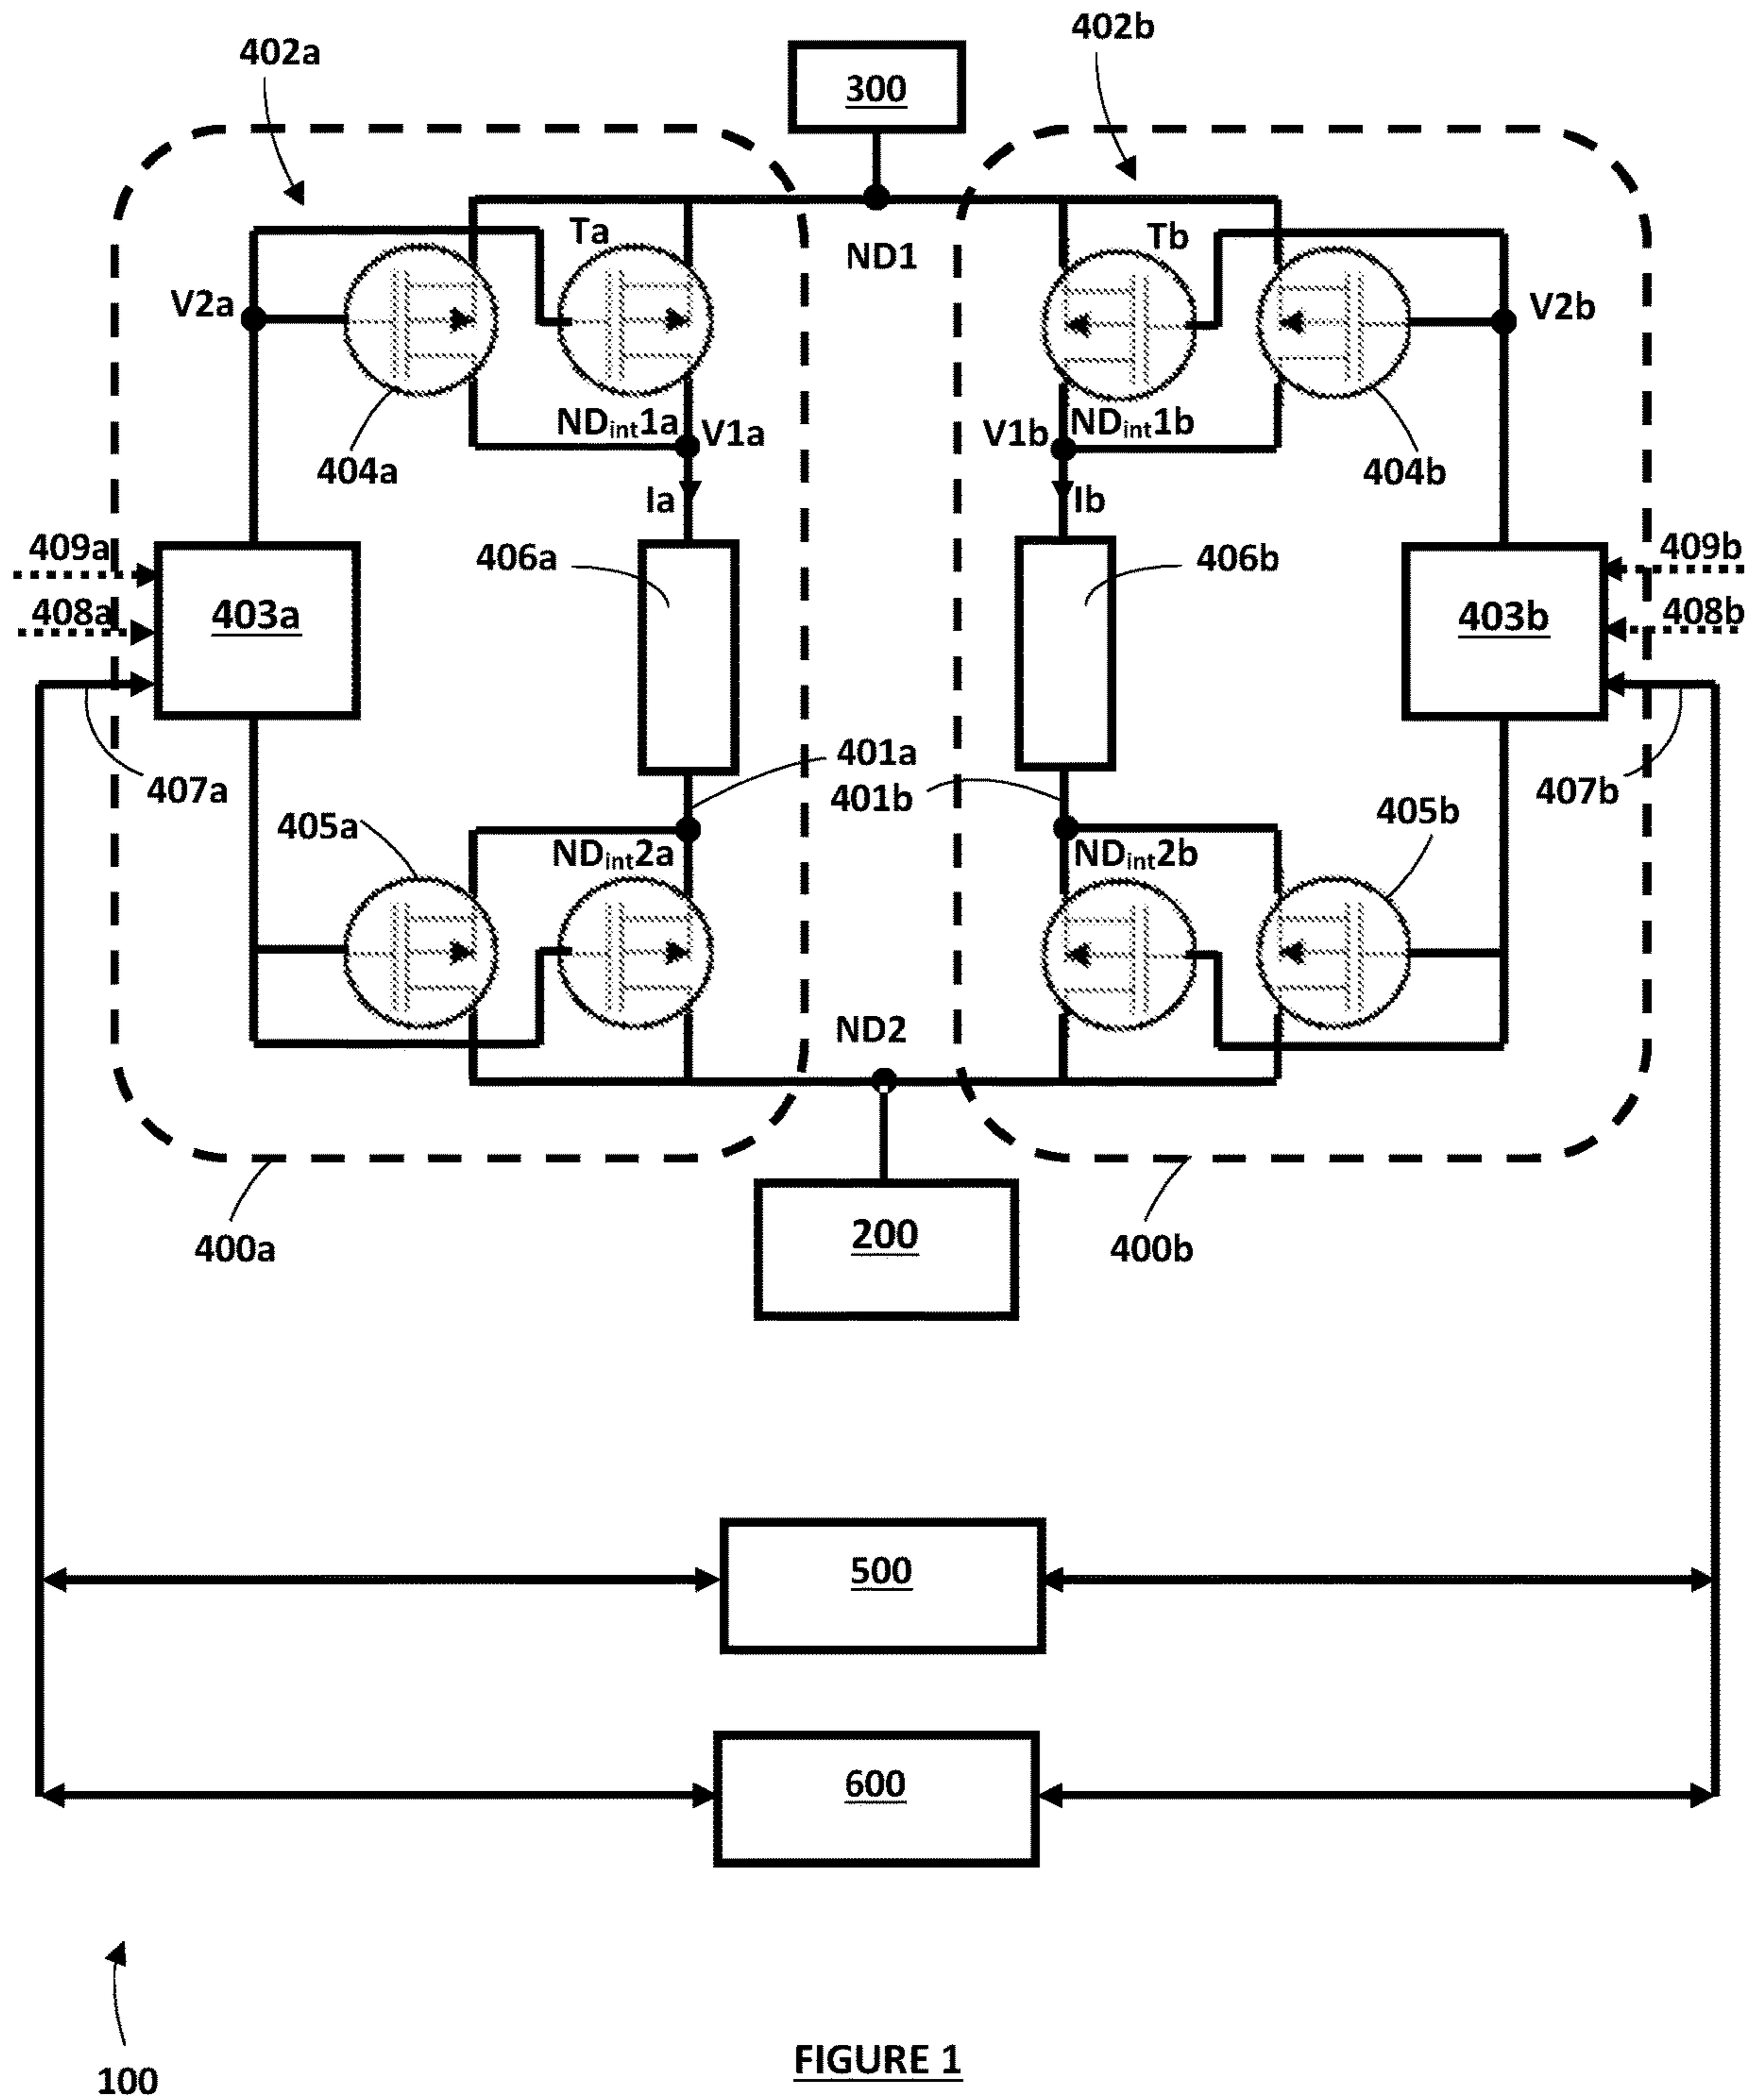 402a
402b
300
Ta
Tb
ND1
V2a
V2b
NDint1a
V1a
V1b
NDint1b
404a
404b
Ia
Ib
409a
406a
406b
409b
408a
403a
403b
408b
401a
407a
401b
407b
405a
405b
NDint2a
NDint2b
ND2
200
400a
400b
500
600
100
FIGURE 1